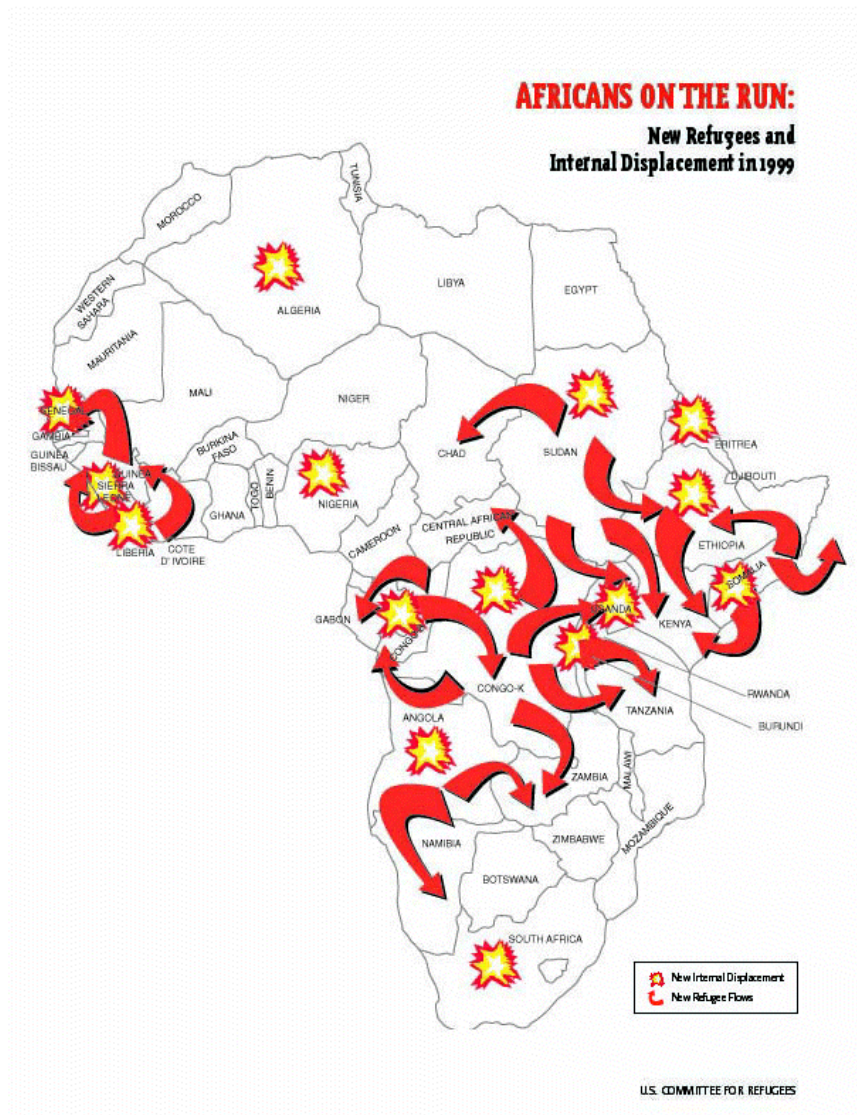 AFRICANS ON THE RUN:
New Refugees and
Internal Displacement in 1999
TUNISIA
MOROCCO
LIBYA
EGYPT
WESTERN
SAHARA
ALGERIA
MAURITANIA
MALI
NIGER
SENEGAL
GAMBIA
BURKINA
FASO
CHAD
SUDAN
ERITREA
GUINEA
BISSAU
GUINEA
SIERRA
LEONE
DJIBOUTI
BENIN
TOGO
GHANA
NIGERIA
CENTRAL AFRICAN
REPUBLIC
ETHIOPIA
LIBERIA
COTE
D' IVOIRE
CAMEROON
SOMALIA
GABON
UGANDA
KENYA
CONGO-B
CONGO-K
RWANDA
TANZANIA
BURUNDI
ANGOLA
ZAMBIA
MALAWI
MOZAMBIQUE
NAMIBIA
ZIMBABWE
BOTSWANA
SOUTH AFRICA
New Internal Displacement
New Refugee Flows
U.S. COMMITTEE FOR REFUGEES